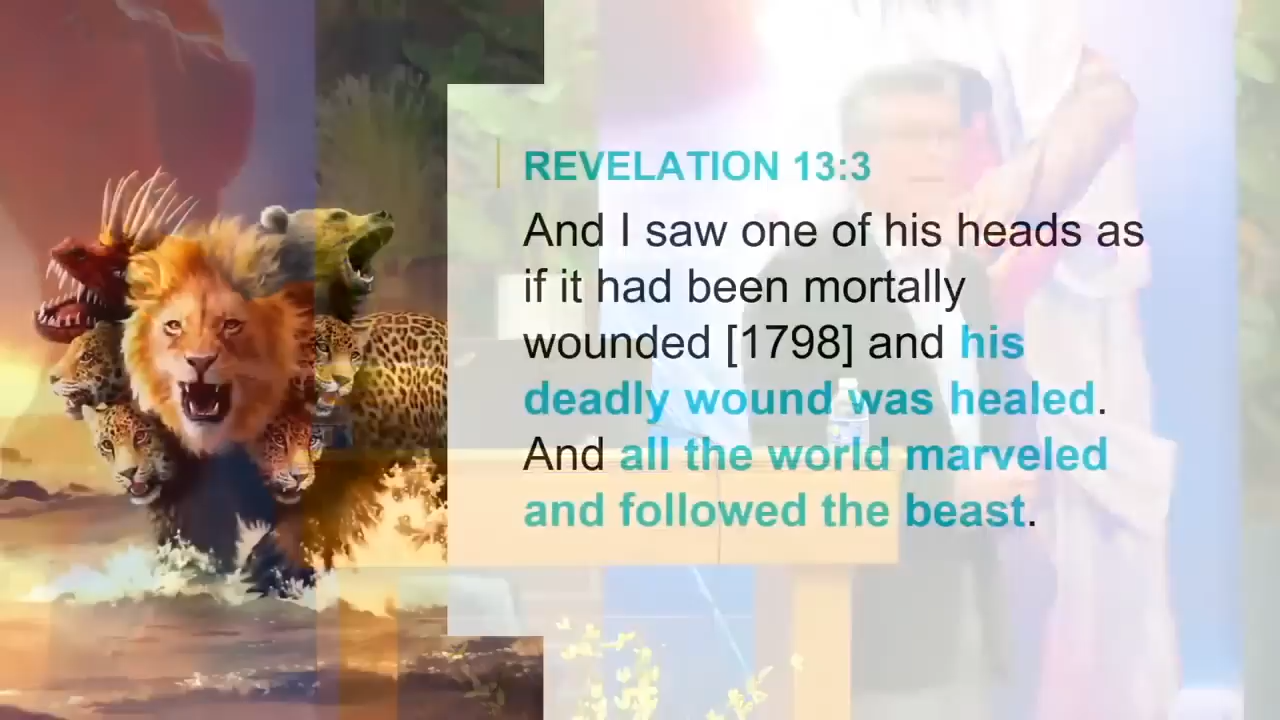 REVELATION 13:3
And I saw one of his heads as
if it had been mortally
wounded [1798] and his
deadly wound was healed.
And all the world marveled
and followed the beast.